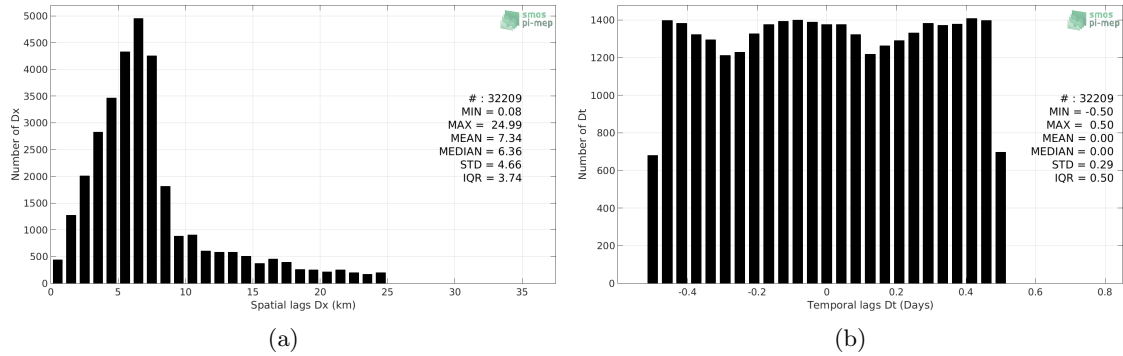 5000
4500
4000
3500
3000
2500
2000
1500
1000
500
0
Number of Dx
0 5 10 15 20 25 30 35
Spatial lags Dx (km)
smos
pi-mep
# : 32209
MIN = 0.08
MAX = 24.99
MEAN = 7.34
MEDIAN = 6.36
STD = 4.66
IQR = 3.74
(a)
1400
1200
1000
800
600
400
200
0
Number of Dt
-0.4 -0.2 0.0 0.2 0.4 0.6 0.8
Temporal lags Dt (Days)
smos
pi-mep
# : 32209
MIN = -0.50
MAX = 0.50
MEAN = 0.00
MEDIAN = 0.00
STD = 0.29
IQR = 0.50
(b)